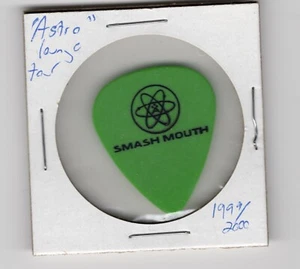 "Astro"
lounge
tour
SMASH MOUTH
1999/
2000